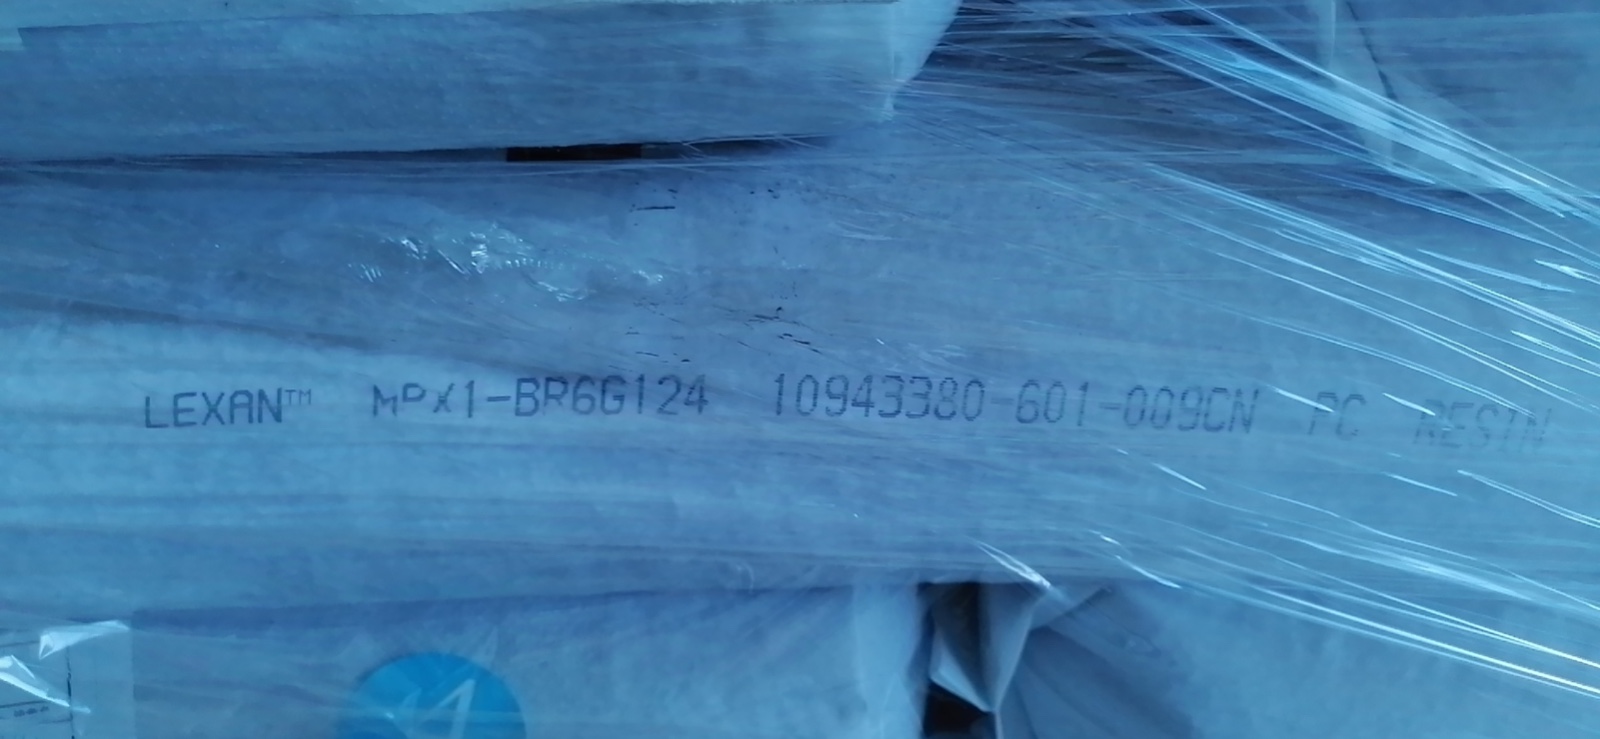 LEXAN™ MPX1-BR6G124 10943380-601-009CN PC RESIN